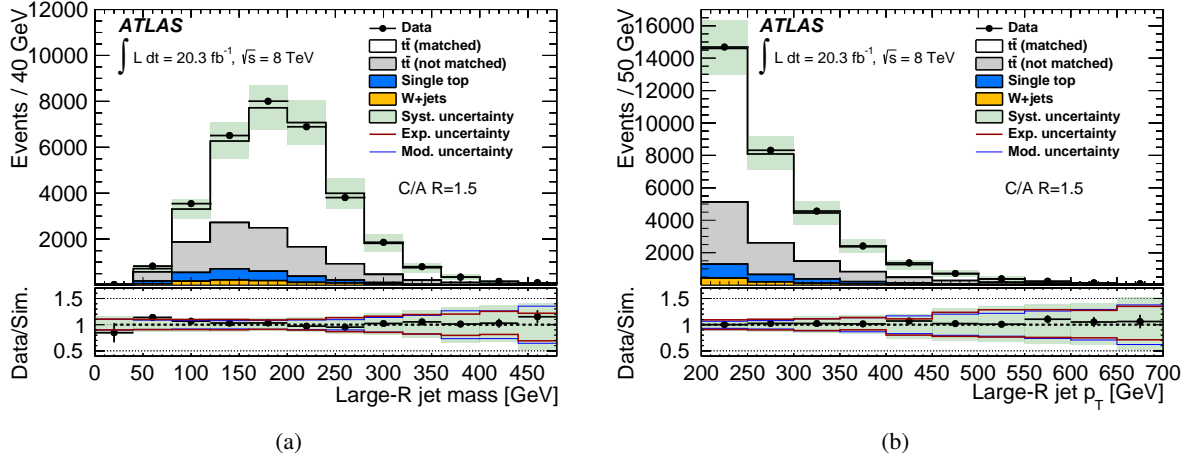 ATLAS
∫ L dt = 20.3 fb⁻¹, √s = 8 TeV
Data
tt̄ (matched)
tt̄ (not matched)
Single top
W+jets
Syst. uncertainty
Exp. uncertainty
Mod. uncertainty
C/A R=1.5
Events / 40 GeV
12000
10000
8000
6000
4000
2000
Data/Sim.
1.5
1
0.5
0 50 100 150 200 250 300 350 400 450
Large-R jet mass [GeV]
(a)
ATLAS
∫ L dt = 20.3 fb⁻¹, √s = 8 TeV
Data
tt̄ (matched)
tt̄ (not matched)
Single top
W+jets
Syst. uncertainty
Exp. uncertainty
Mod. uncertainty
C/A R=1.5
Events / 50 GeV
16000
14000
12000
10000
8000
6000
4000
2000
Data/Sim.
1.5
1
0.5
200 250 300 350 400 450 500 550 600 650 700
Large-R jet p_T [GeV]
(b)